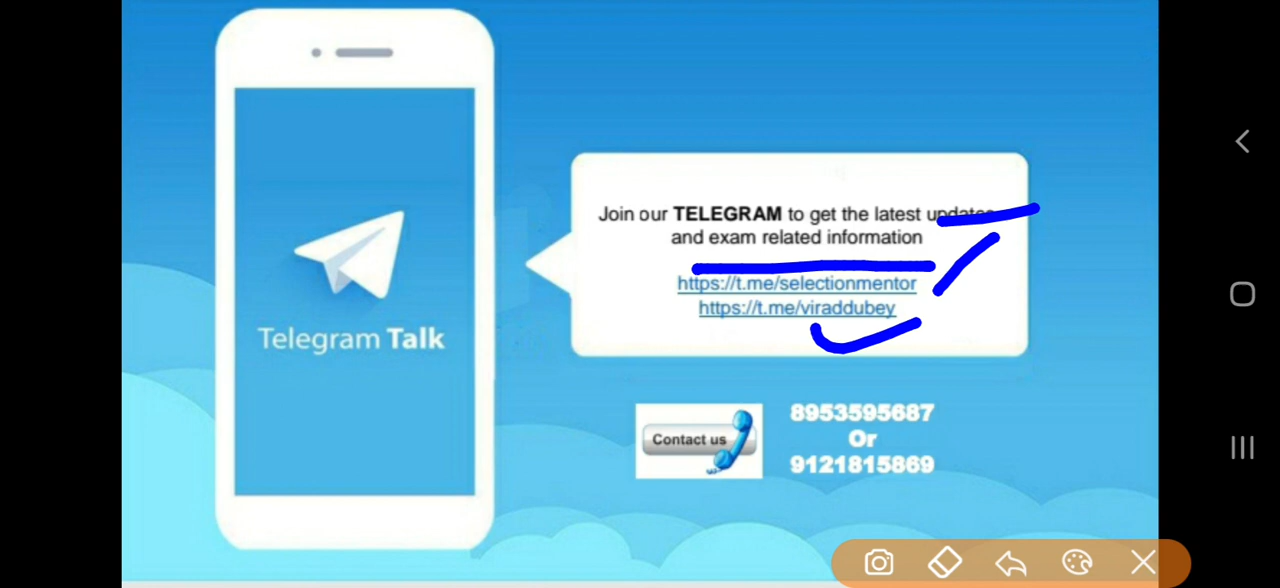 Telegram Talk
Join our TELEGRAM to get the latest updates
and exam related information
https://t.me/selectionmentor
https://t.me/viraddubey
Contact us
8953595687
Or
9121815869